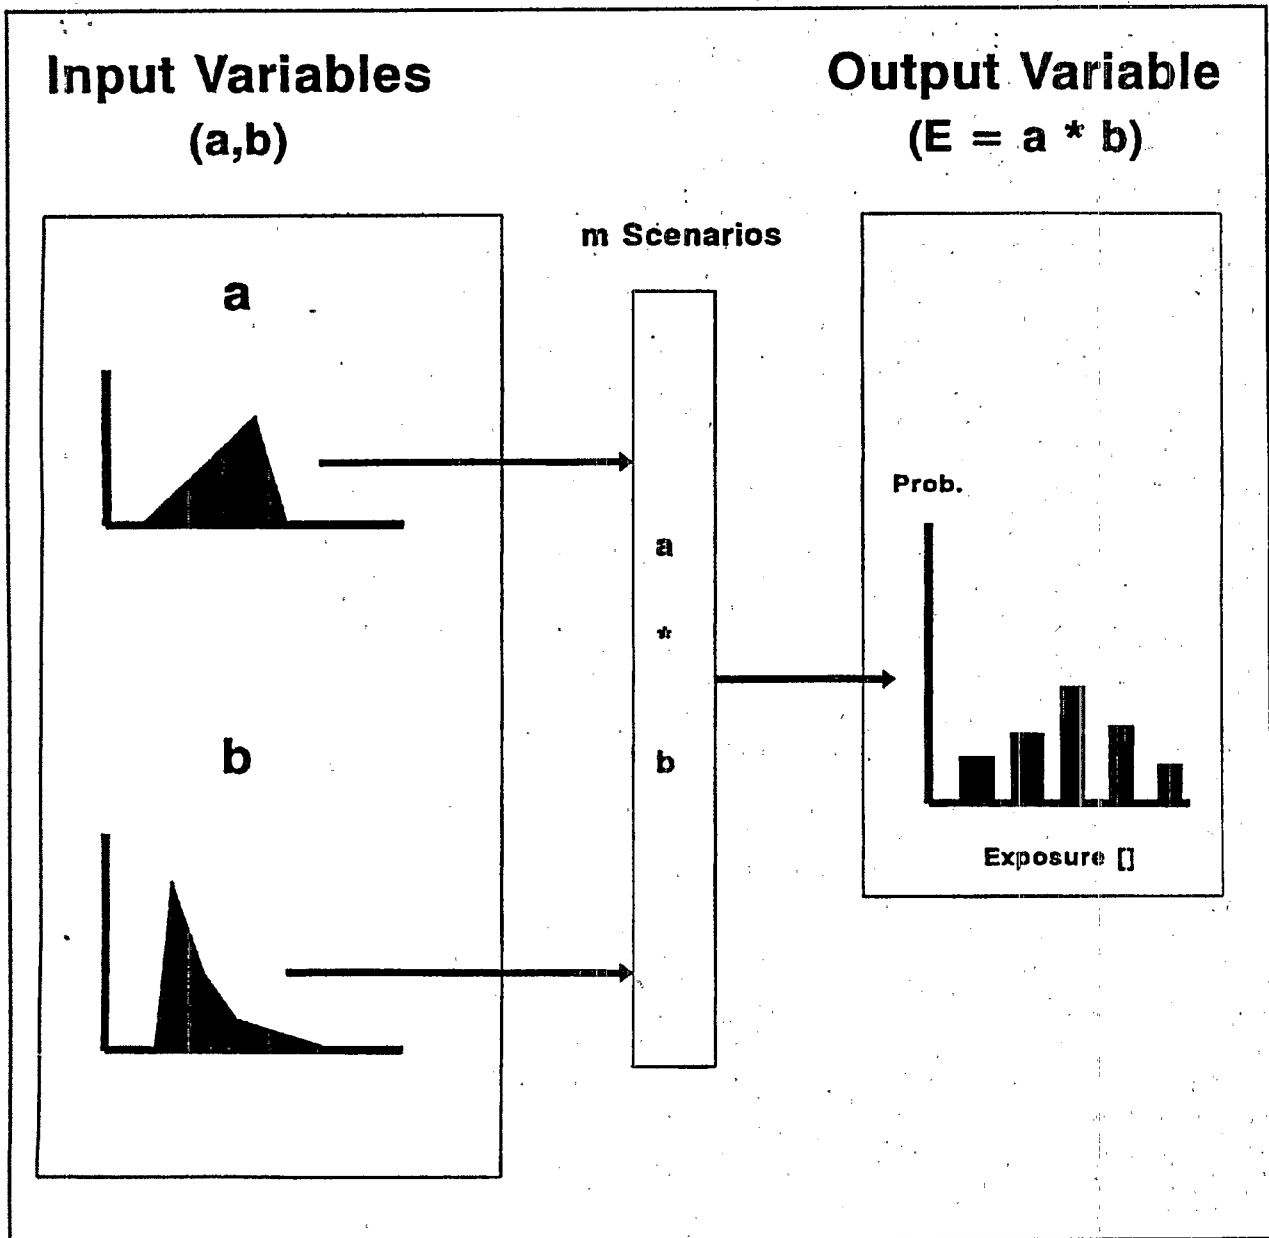 Input Variables
(a,b)
Output Variable
(E = a * b)
m Scenarios
a
b
a
*
b
Prob.
Exposure []